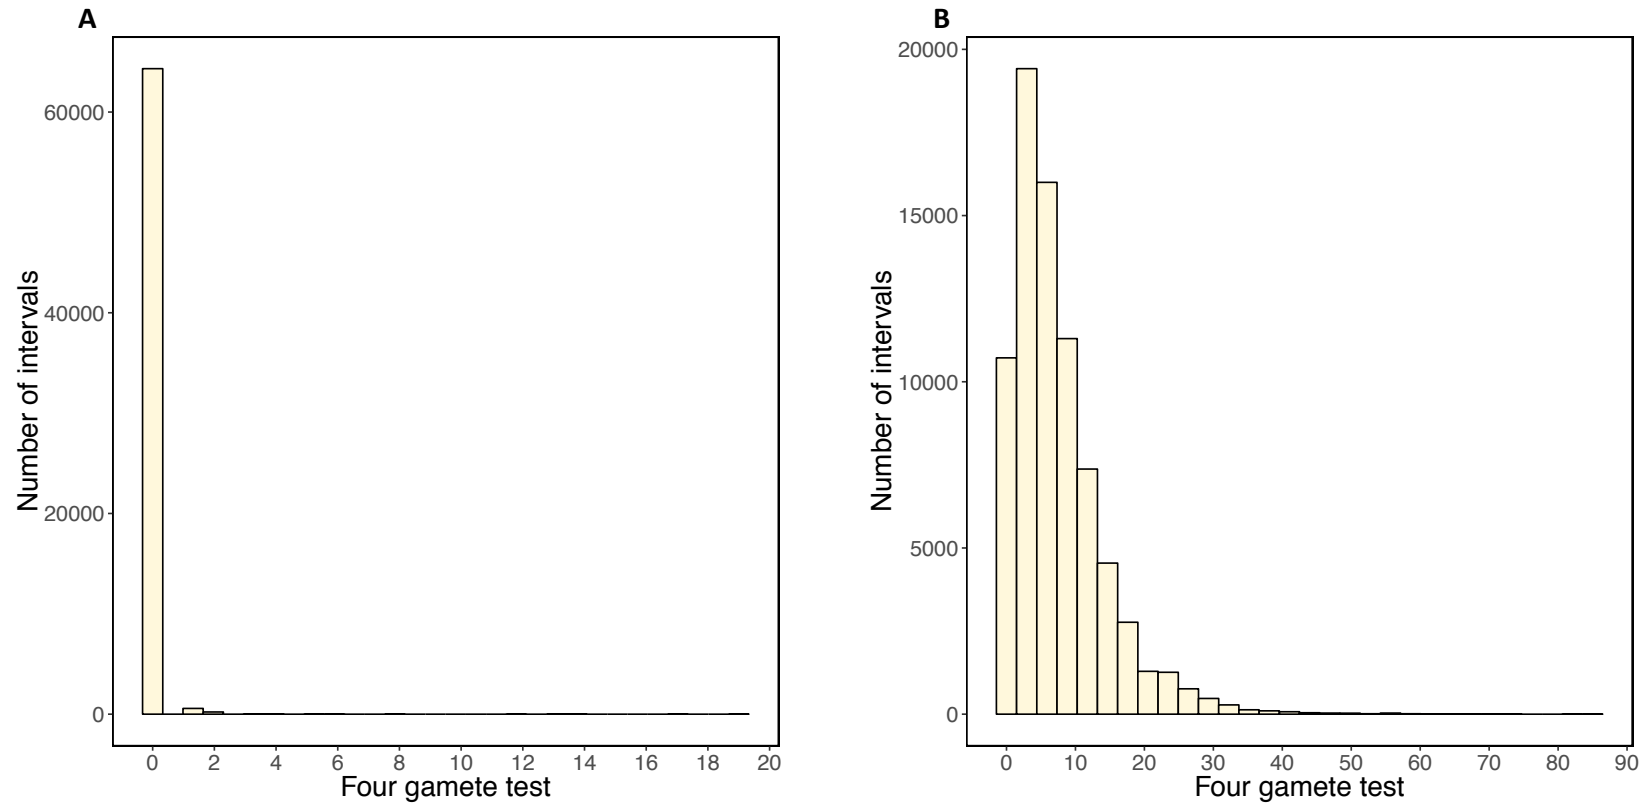 A
Number of intervals
60000
40000
20000
0
0 2 4 6 8 10 12 14 16 18 20
Four gamete test
B
Number of intervals
20000
15000
10000
5000
0
0 10 20 30 40 50 60 70 80 90
Four gamete test